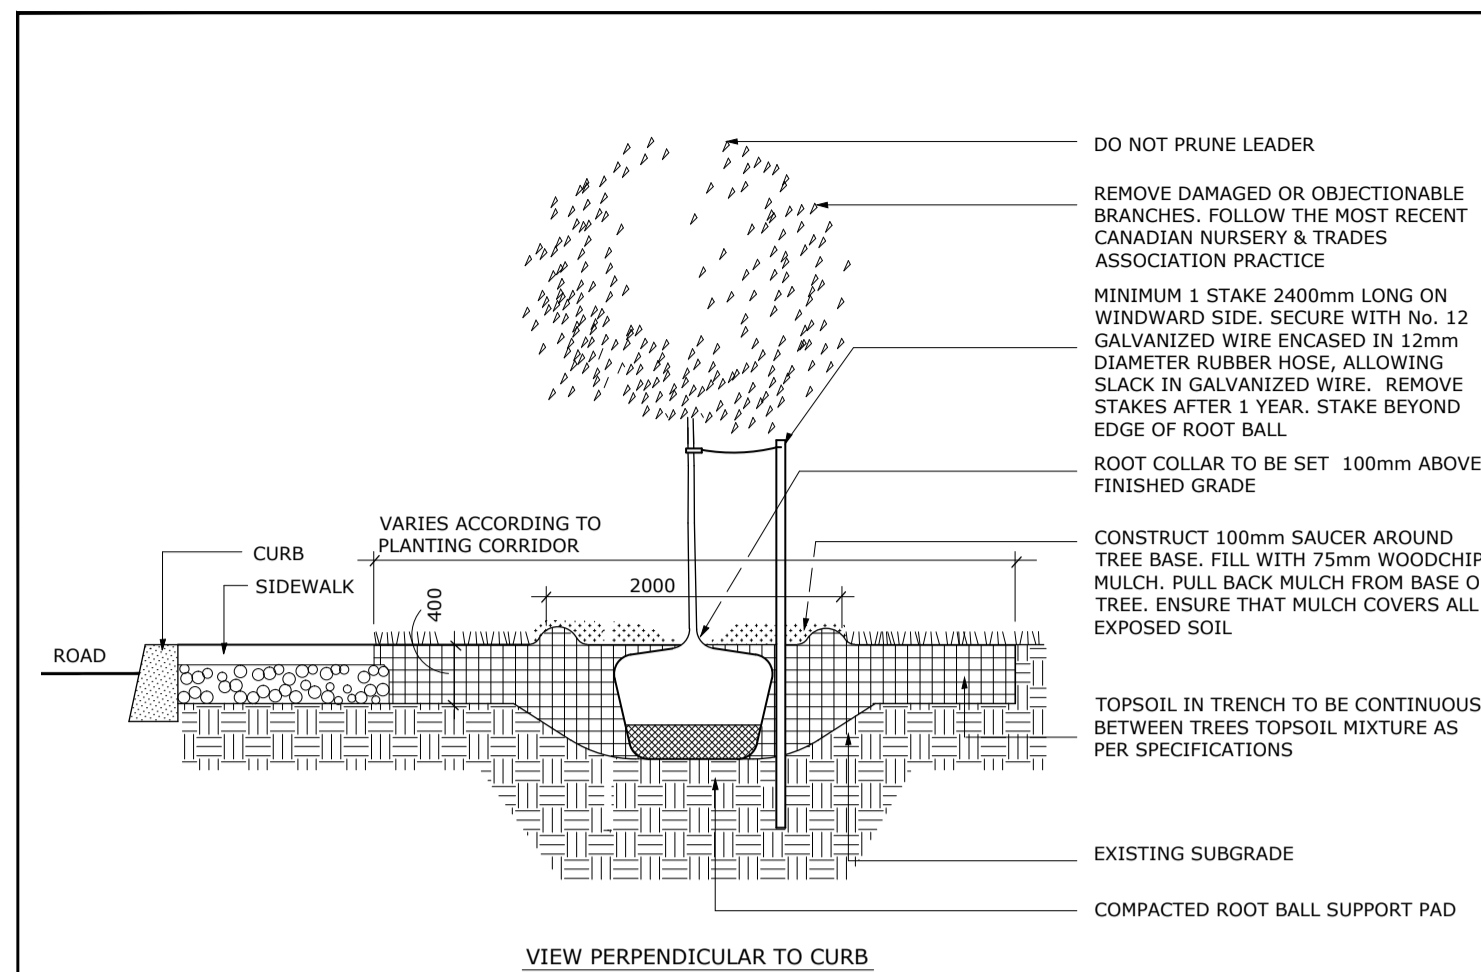 DO NOT PRUNE LEADER
REMOVE DAMAGED OR OBJECTIONABLE
BRANCHES. FOLLOW THE MOST RECENT
CANADIAN NURSERY & TRADES
ASSOCIATION PRACTICE
MINIMUM 1 STAKE 2400mm LONG ON
WINDWARD SIDE. SECURE WITH No. 12
GALVANIZED WIRE ENCASED IN 12mm
DIAMETER RUBBER HOSE, ALLOWING
SLACK IN GALVANIZED WIRE. REMOVE
STAKES AFTER 1 YEAR. STAKE BEYOND
EDGE OF ROOT BALL
ROOT COLLAR TO BE SET 100mm ABOVE
FINISHED GRADE
VARIES ACCORDING TO
PLANTING CORRIDOR
CURB
SIDEWALK
400
2000
ROAD
CONSTRUCT 100mm SAUCER AROUND
TREE BASE. FILL WITH 75mm WOODCHIP
MULCH. PULL BACK MULCH FROM BASE O
TREE. ENSURE THAT MULCH COVERS ALL
EXPOSED SOIL
TOPSOIL IN TRENCH TO BE CONTINUOUS
BETWEEN TREES TOPSOIL MIXTURE AS
PER SPECIFICATIONS
EXISTING SUBGRADE
COMPACTED ROOT BALL SUPPORT PAD
VIEW PERPENDICULAR TO CURB